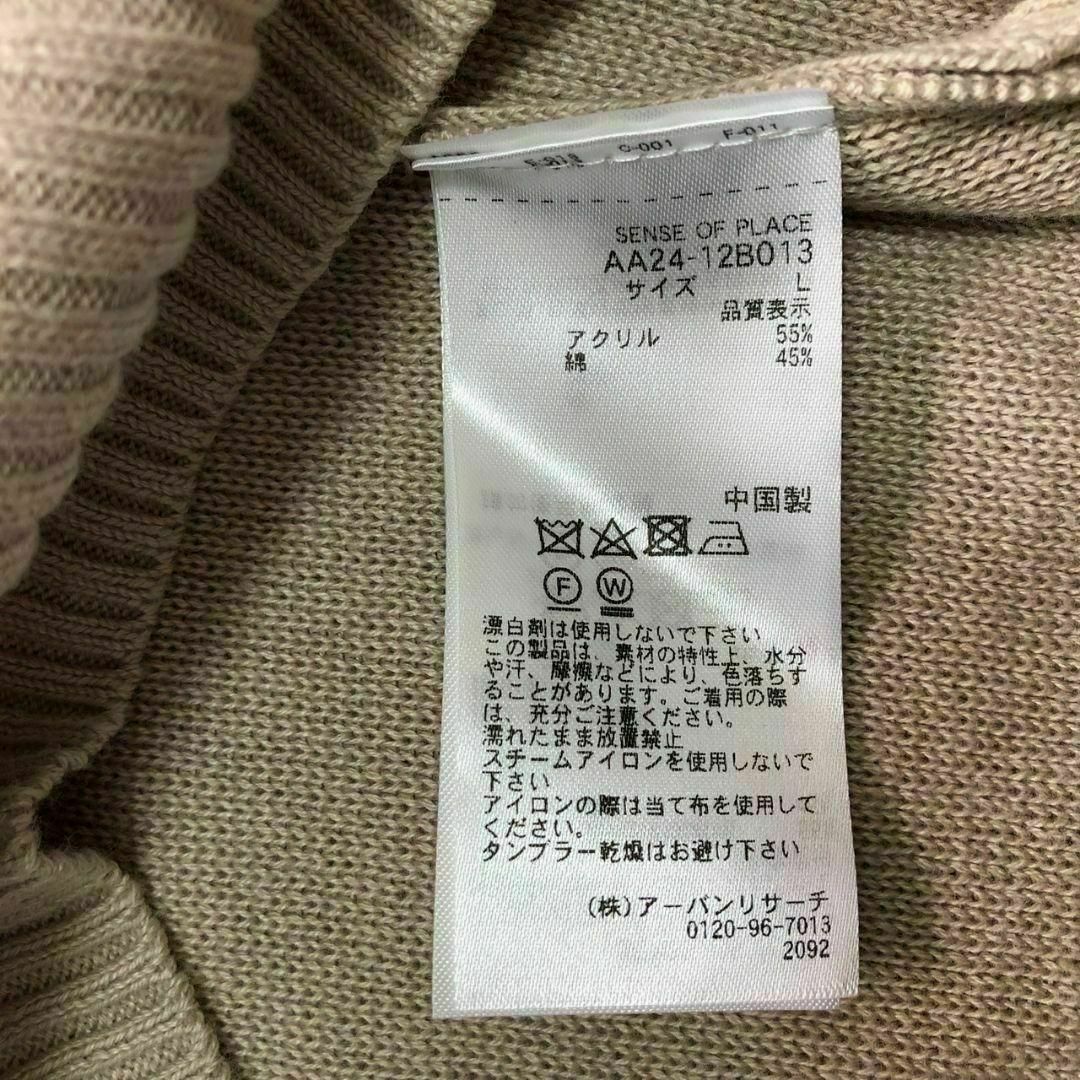 C-001 F-011
SENSE OF PLACE
AA24-12B013
サイズ L
品質表示
アクリル 55%
綿 45%
中国製
F W
漂白剤は使用しないで下さい
この製品は、素材の特性上、水分
や汗、摩擦などにより、色落ちす
ることがあります。ご着用の際
は、充分ご注意ください。
濡れたまま放置禁止
スチームアイロンを使用しないで
下さい
アイロンの際は当て布を使用して
ください。
タンブラー乾燥はお避け下さい
(株)アーバンリサーチ
0120-96-7013
2092